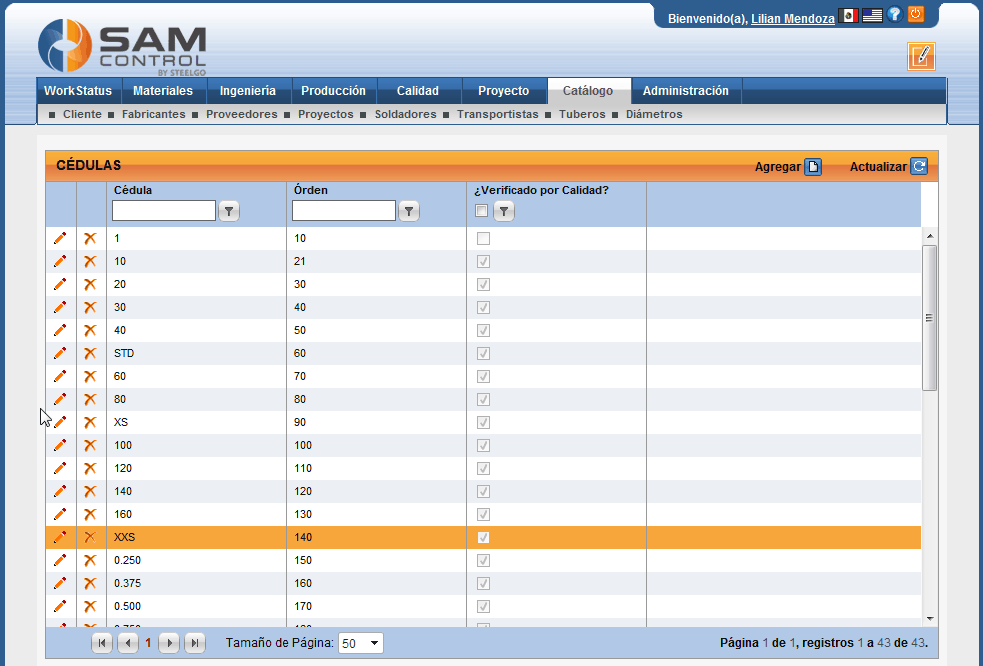 Bienvenido(a), Lilian Mendoza
SAM
CONTROL
BY STEELGO
WorkStatus Materiales Ingeniería Producción Calidad Proyecto Catálogo Administración
Cliente Fabricantes Proveedores Proyectos Soldadores Transportistas Tuberos Diámetros
CÉDULAS Agregar Actualizar
Cédula Órden ¿Verificado por Calidad?
1 10
10 21
20 30
30 40
40 50
STD 60
60 70
80 80
XS 90
100 100
120 110
140 120
160 130
XXS 140
0.250 150
0.375 160
0.500 170
1 Tamaño de Página: 50 Página 1 de 1, registros 1 a 43 de 43.